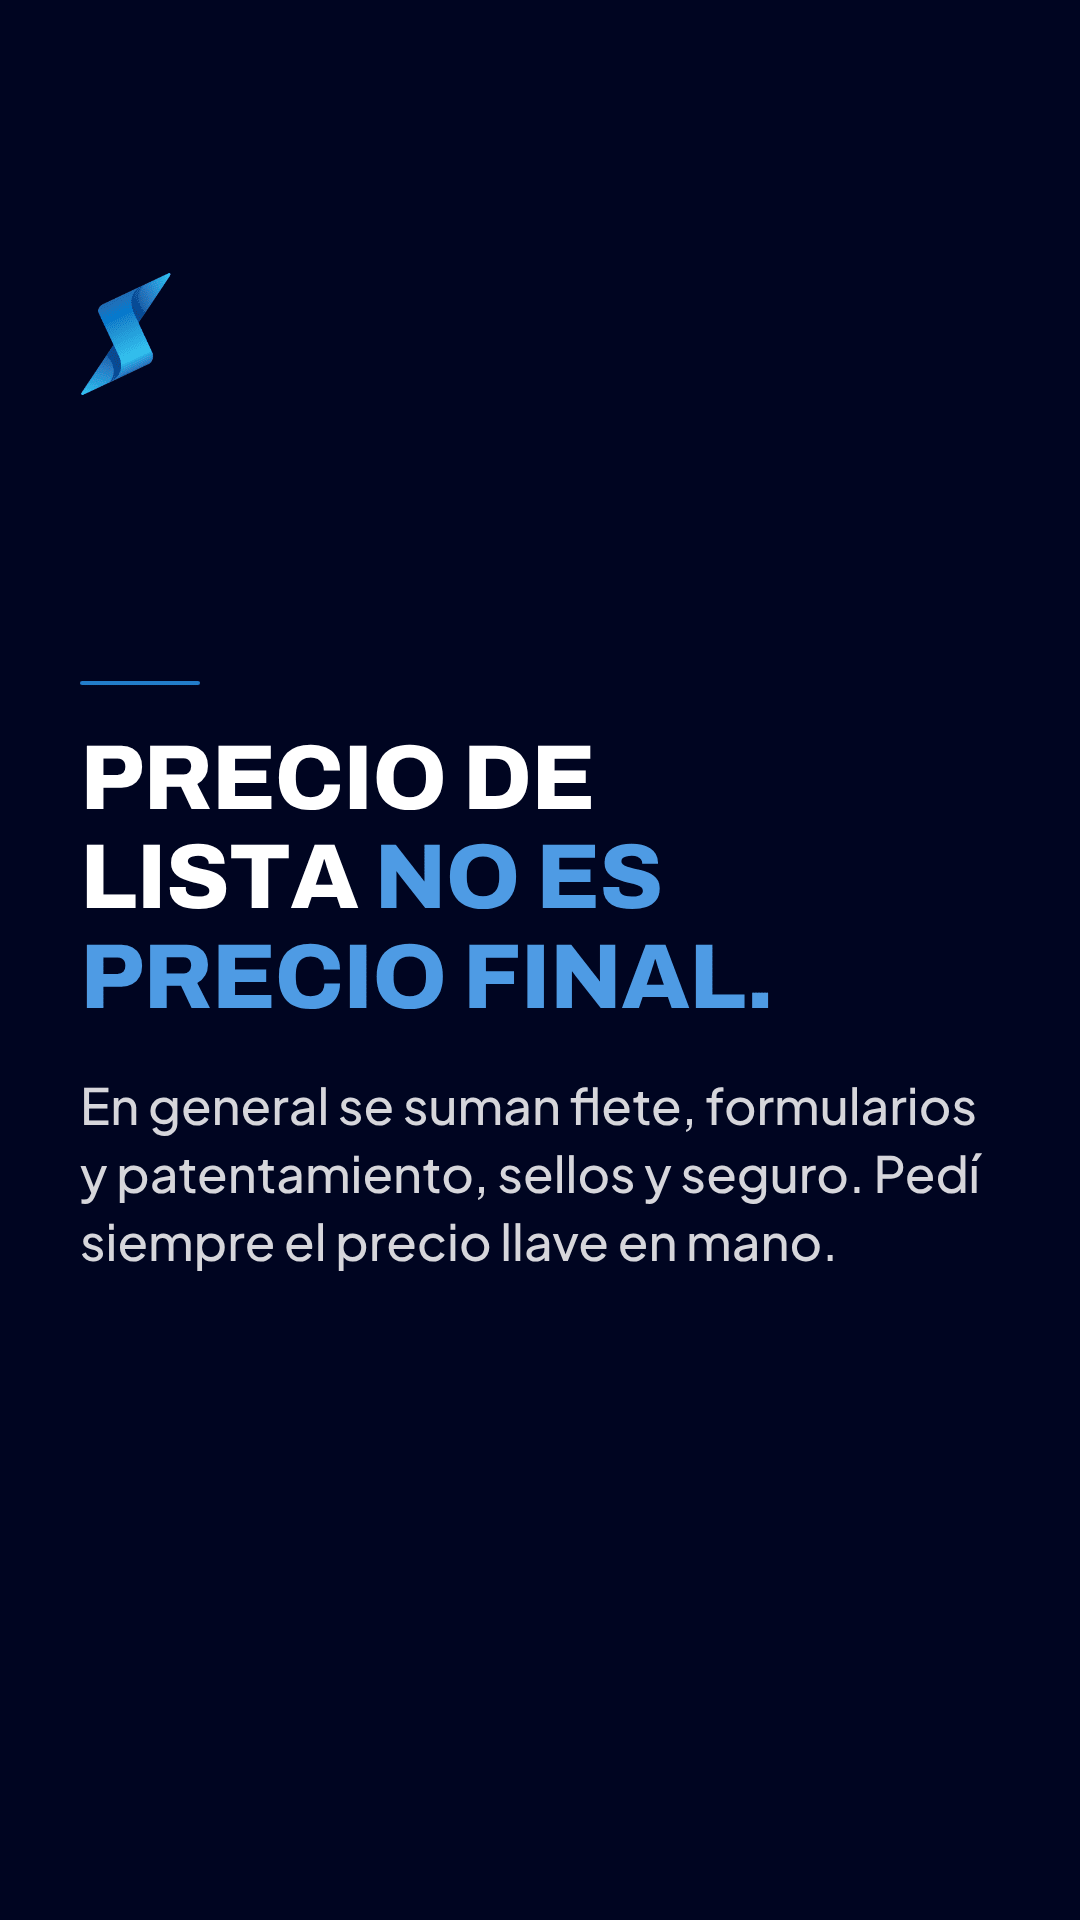 PRECIO DE
LISTA NO ES
PRECIO FINAL.
En general se suman flete, formularios
y patentamiento, sellos y seguro. Pedí
siempre el precio llave en mano.